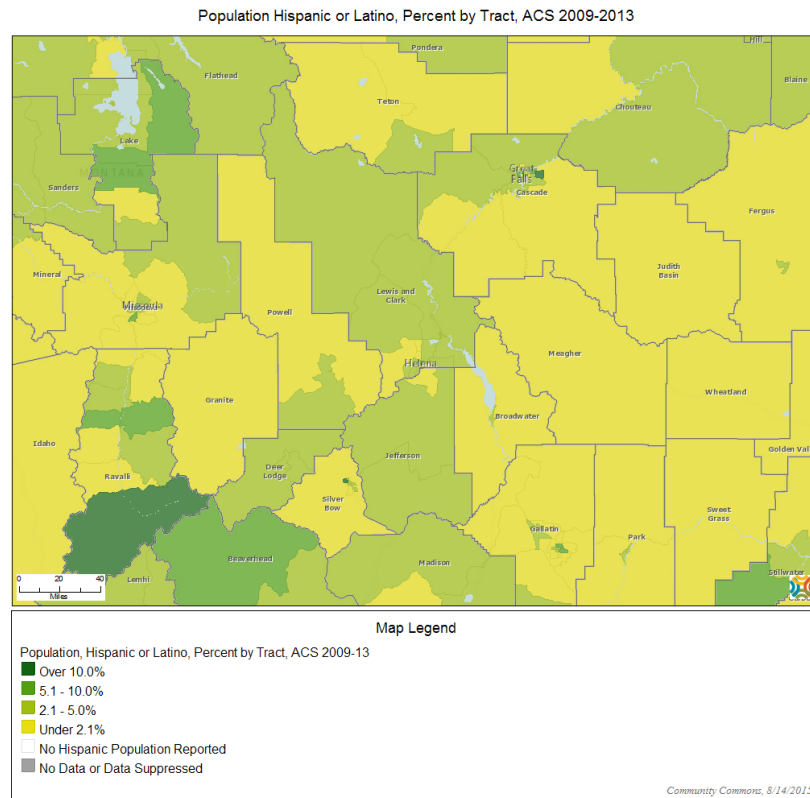 Population Hispanic or Latino, Percent by Tract, ACS 2009-2013
Hill
Pondera
Flathead
Blaine
Teton
Chouteau
Lake
MONTANA
Great
Falls
Sanders
Cascade
Fergus
Judith
Basin
Mineral
Lewis and
Clark
Missoula
Powell
Meagher
Helena
Wheatland
Granite
Broadwater
Idaho
Golden Val
Jefferson
Deer
Lodge
Ravalli
Silver
Bow
Sweet
Grass
Gallatin
Park
Beaverhead
Madison
Stillwater
Lemhi
0 20 40
Miles
Map Legend
Population, Hispanic or Latino, Percent by Tract, ACS 2009-13
Over 10.0%
5.1 - 10.0%
2.1 - 5.0%
Under 2.1%
No Hispanic Population Reported
No Data or Data Suppressed
Community Commons, 8/14/2015